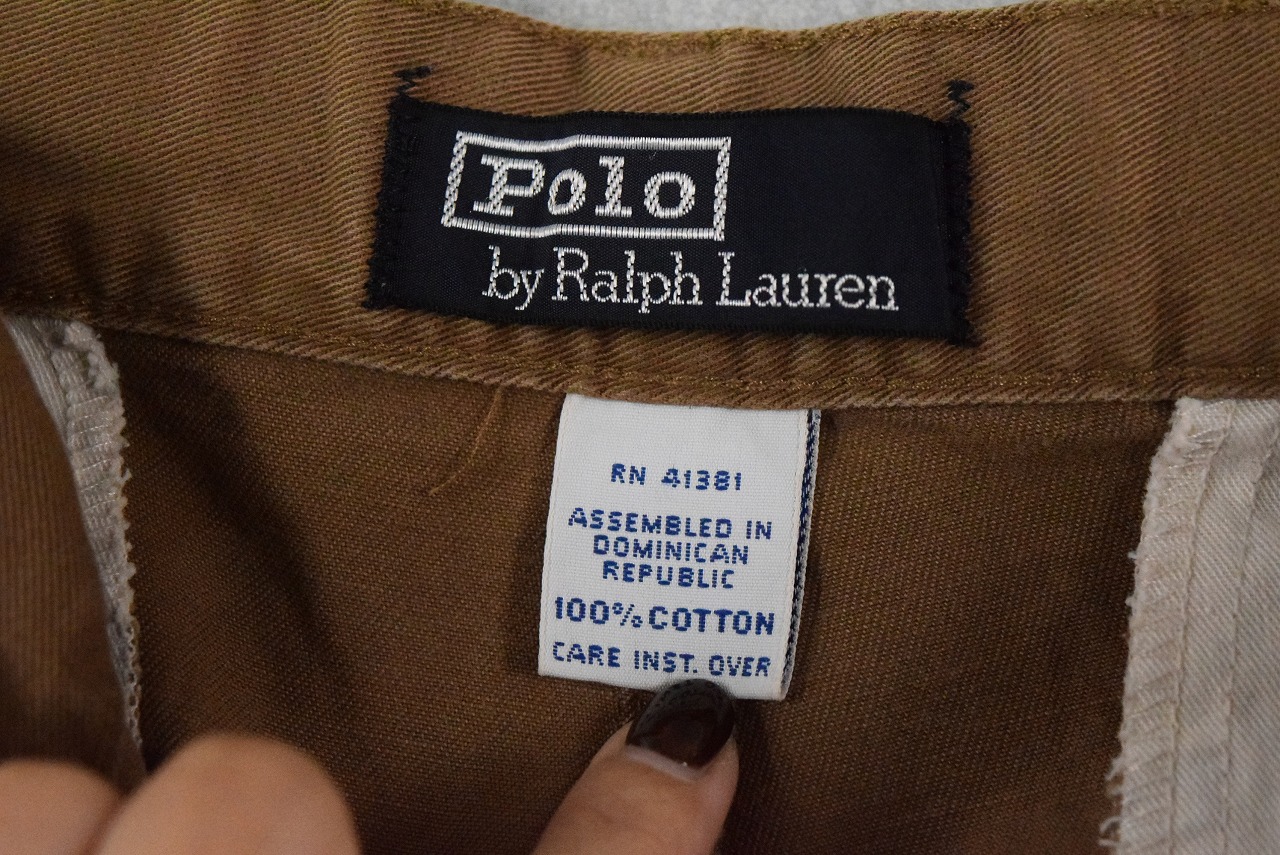 Polo
by Ralph Lauren
RN 41381
ASSEMBLED IN
DOMINICAN
REPUBLIC
100% COTTON
CARE INST. OVER